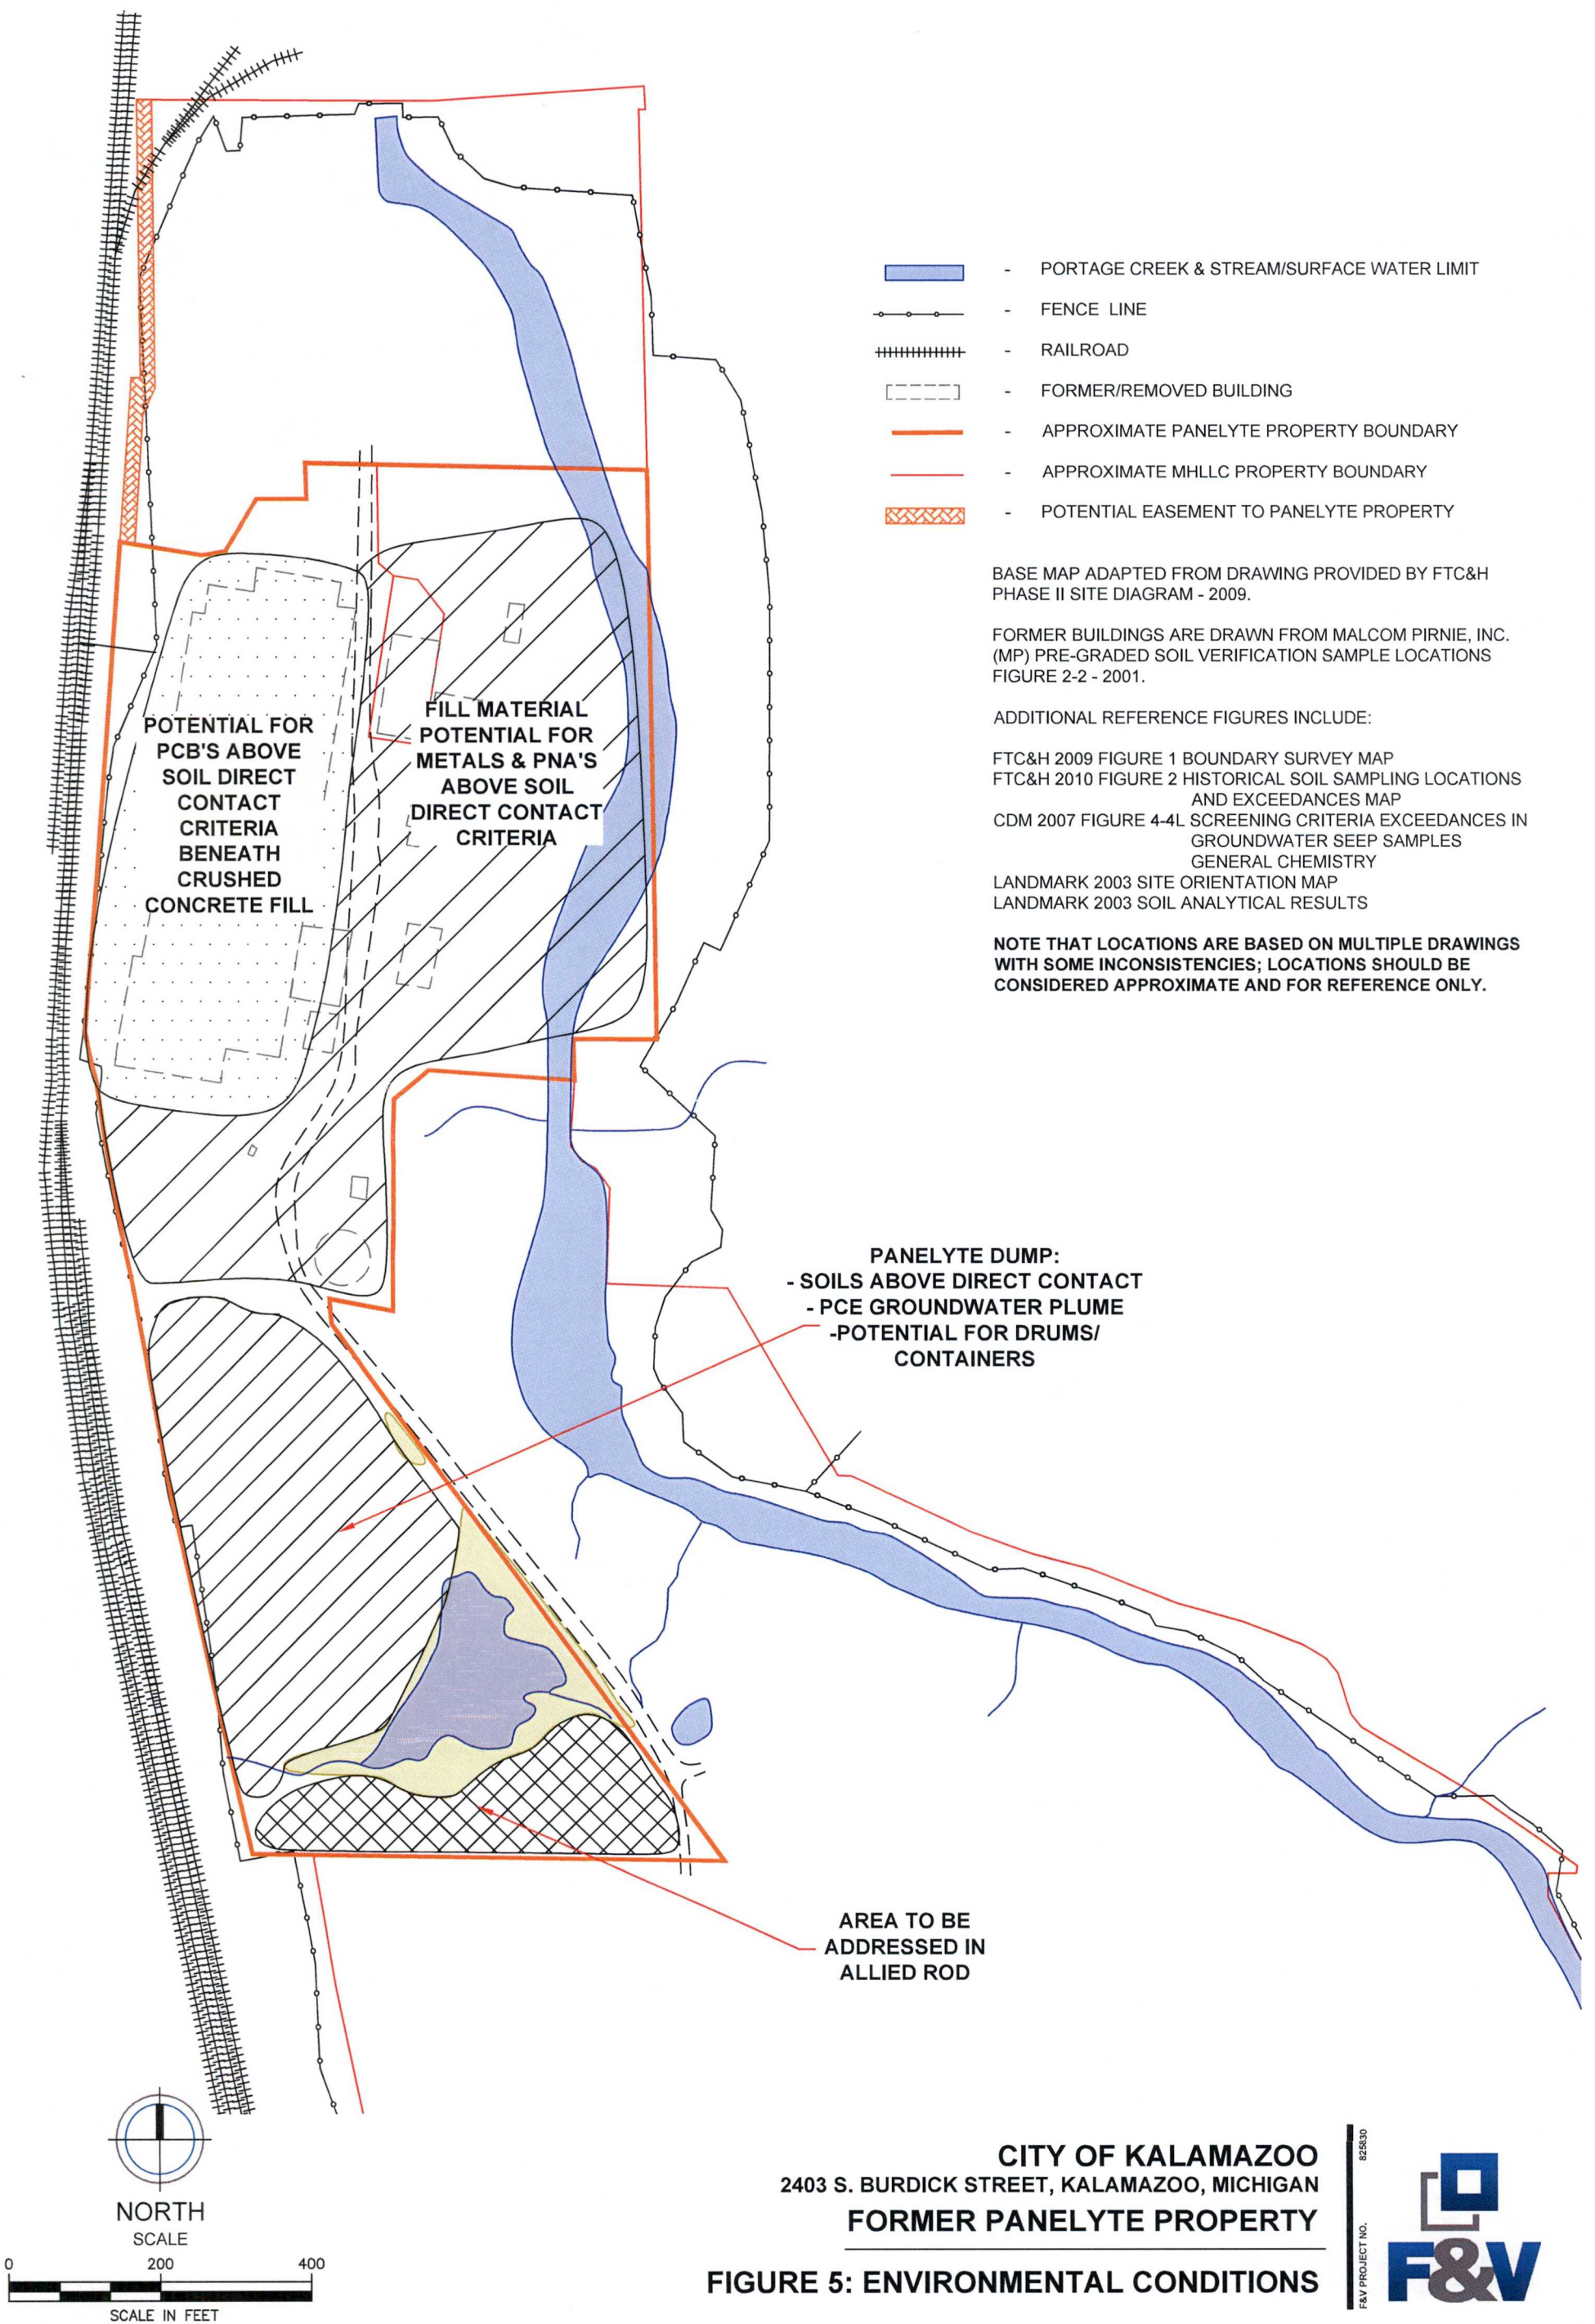 - PORTAGE CREEK & STREAM/SURFACE WATER LIMIT
- FENCE LINE
- RAILROAD
- FORMER/REMOVED BUILDING
- APPROXIMATE PANELYTE PROPERTY BOUNDARY
- APPROXIMATE MHLLC PROPERTY BOUNDARY
- POTENTIAL EASEMENT TO PANELYTE PROPERTY
BASE MAP ADAPTED FROM DRAWING PROVIDED BY FTC&H
PHASE II SITE DIAGRAM - 2009.
FORMER BUILDINGS ARE DRAWN FROM MALCOM PIRNIE, INC.
(MP) PRE-GRADED SOIL VERIFICATION SAMPLE LOCATIONS
FIGURE 2-2 - 2001.
ADDITIONAL REFERENCE FIGURES INCLUDE:
FTC&H 2009 FIGURE 1 BOUNDARY SURVEY MAP
FTC&H 2010 FIGURE 2 HISTORICAL SOIL SAMPLING LOCATIONS
AND EXCEEDANCES MAP
CDM 2007 FIGURE 4-4L SCREENING CRITERIA EXCEEDANCES IN
GROUNDWATER SEEP SAMPLES
GENERAL CHEMISTRY
LANDMARK 2003 SITE ORIENTATION MAP
LANDMARK 2003 SOIL ANALYTICAL RESULTS
NOTE THAT LOCATIONS ARE BASED ON MULTIPLE DRAWINGS
WITH SOME INCONSISTENCIES; LOCATIONS SHOULD BE
CONSIDERED APPROXIMATE AND FOR REFERENCE ONLY.
POTENTIAL FOR
PCB'S ABOVE
SOIL DIRECT
CONTACT
CRITERIA
BENEATH
CRUSHED
CONCRETE FILL
FILL MATERIAL
POTENTIAL FOR
METALS & PNA'S
ABOVE SOIL
DIRECT CONTACT
CRITERIA
PANELYTE DUMP:
- SOILS ABOVE DIRECT CONTACT
- PCE GROUNDWATER PLUME
-POTENTIAL FOR DRUMS/
CONTAINERS
AREA TO BE
ADDRESSED IN
ALLIED ROD
NORTH
SCALE
0 200 400
SCALE IN FEET
CITY OF KALAMAZOO
2403 S. BURDICK STREET, KALAMAZOO, MICHIGAN
FORMER PANELYTE PROPERTY
FIGURE 5: ENVIRONMENTAL CONDITIONS
F&V PROJECT NO. 825830
F&V